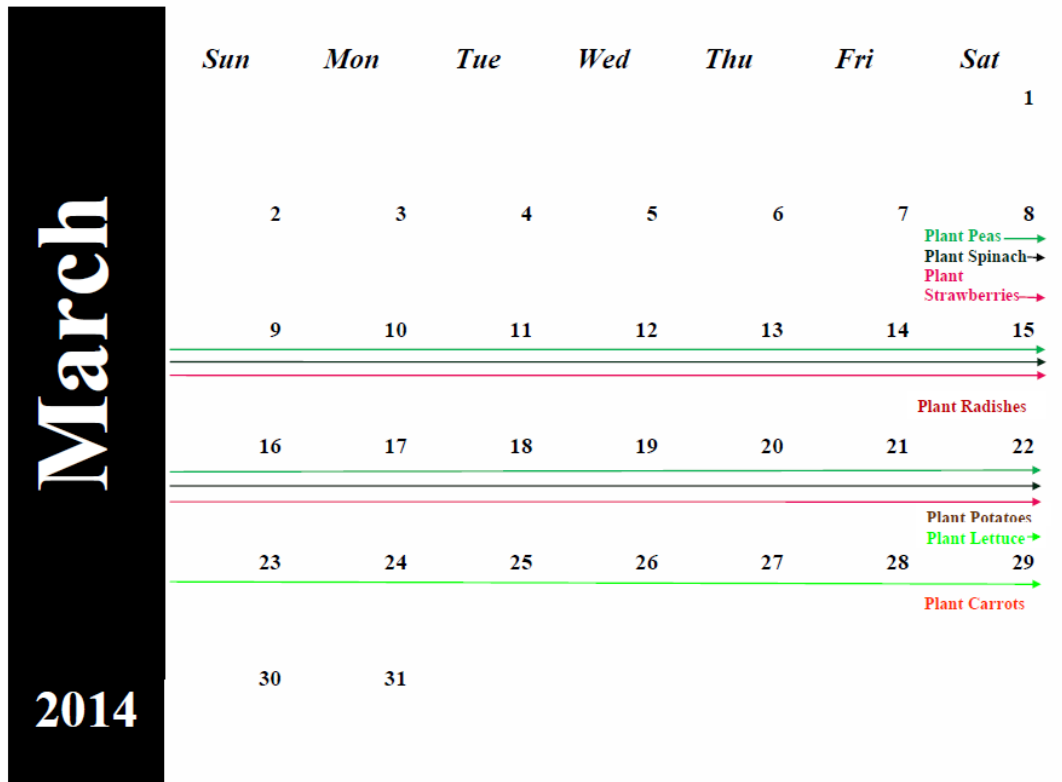 March
2014
Sun Mon Tue Wed Thu Fri Sat
1
2 3 4 5 6 7 8
Plant Peas
Plant Spinach
Plant
Strawberries
9 10 11 12 13 14 15
Plant Radishes
16 17 18 19 20 21 22
Plant Potatoes
Plant Lettuce
23 24 25 26 27 28 29
Plant Carrots
30 31